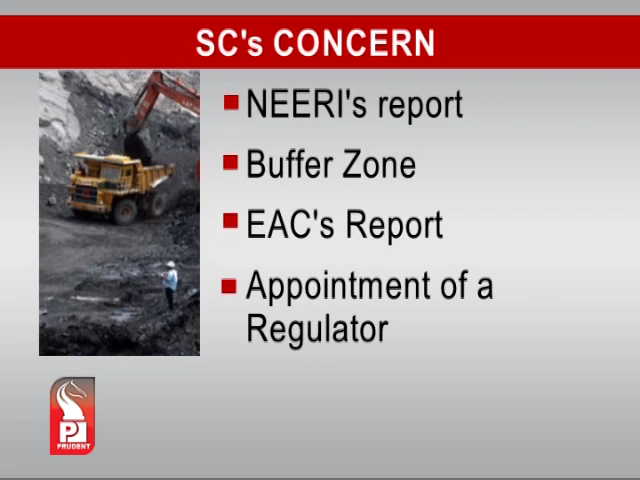 SC's CONCERN
NEERI's report
Buffer Zone
EAC's Report
Appointment of a
Regulator
P
PRUDENT